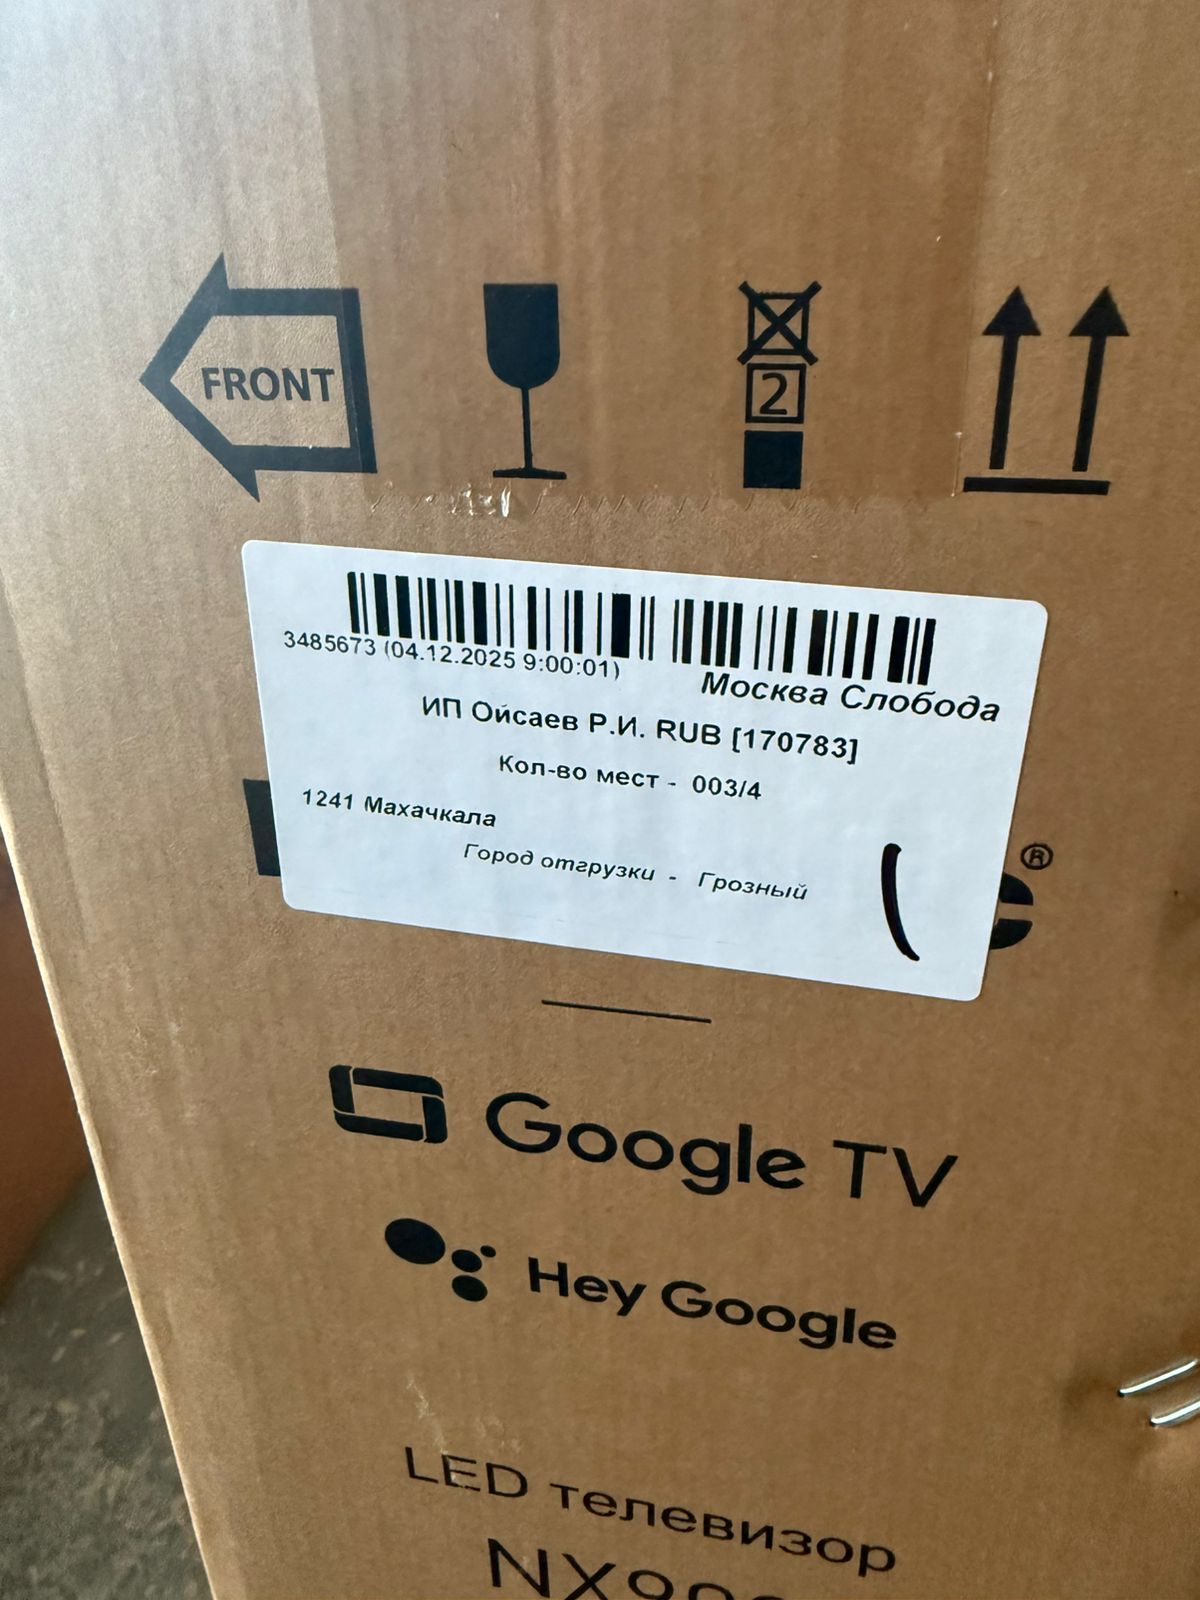 FRONT
2
3485673 (04.12.2025 9:00:01)
Москва Слобода
ИП Ойсаев Р.И. RUB [170783]
Кол-во мест - 003/4
1241 Махачкала
Город отгрузки - Грозный
®
Google TV
Hey Google
LED телевизор